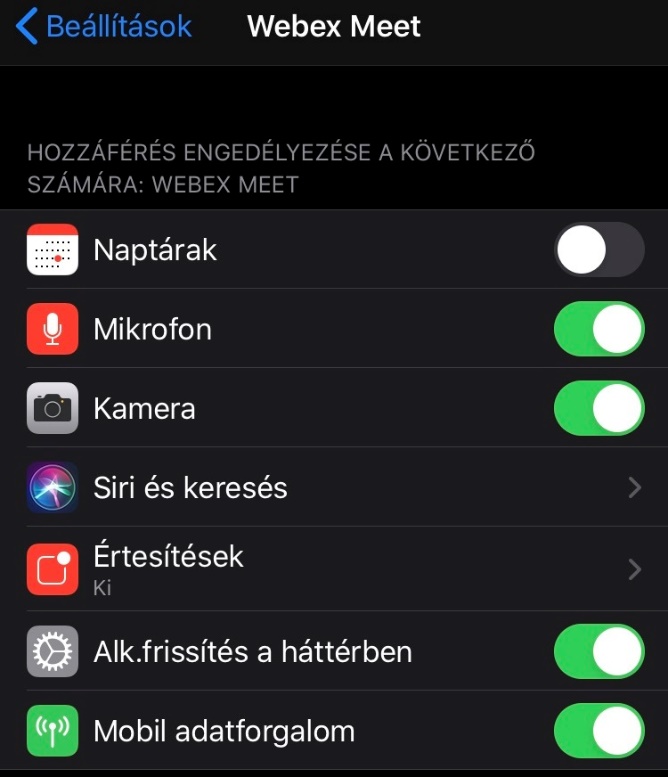 Beállítások Webex Meet
HOZZÁFÉRÉS ENGEDÉLYEZÉSE A KÖVETKEZŐ
SZÁMÁRA: WEBEX MEET
Naptárak
Mikrofon
Kamera
Siri és keresés
Értesítések
Ki
Alk.frissítés a háttérben
Mobil adatforgalom